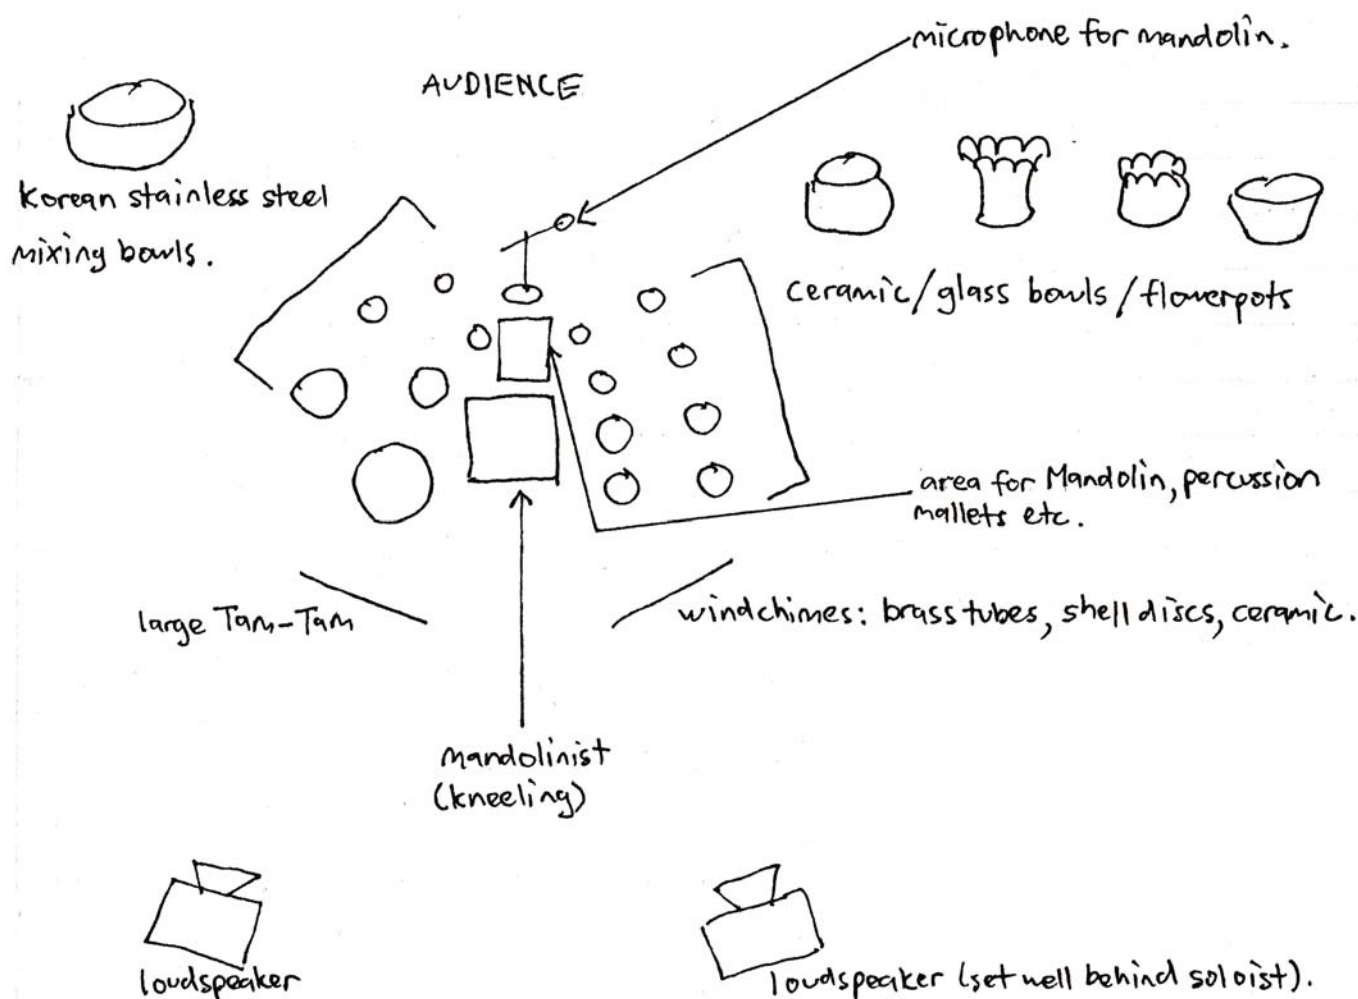 microphone for mandolin.
AUDIENCE
Korean stainless steel
mixing bowls.
ceramic/glass bowls/flowerpots
area for Mandolin, percussion
mallets etc.
large Tam-Tam
windchimes: brass tubes, shell discs, ceramic.
mandolinist
(kneeling)
loudspeaker
loudspeaker (set well behind soloist).